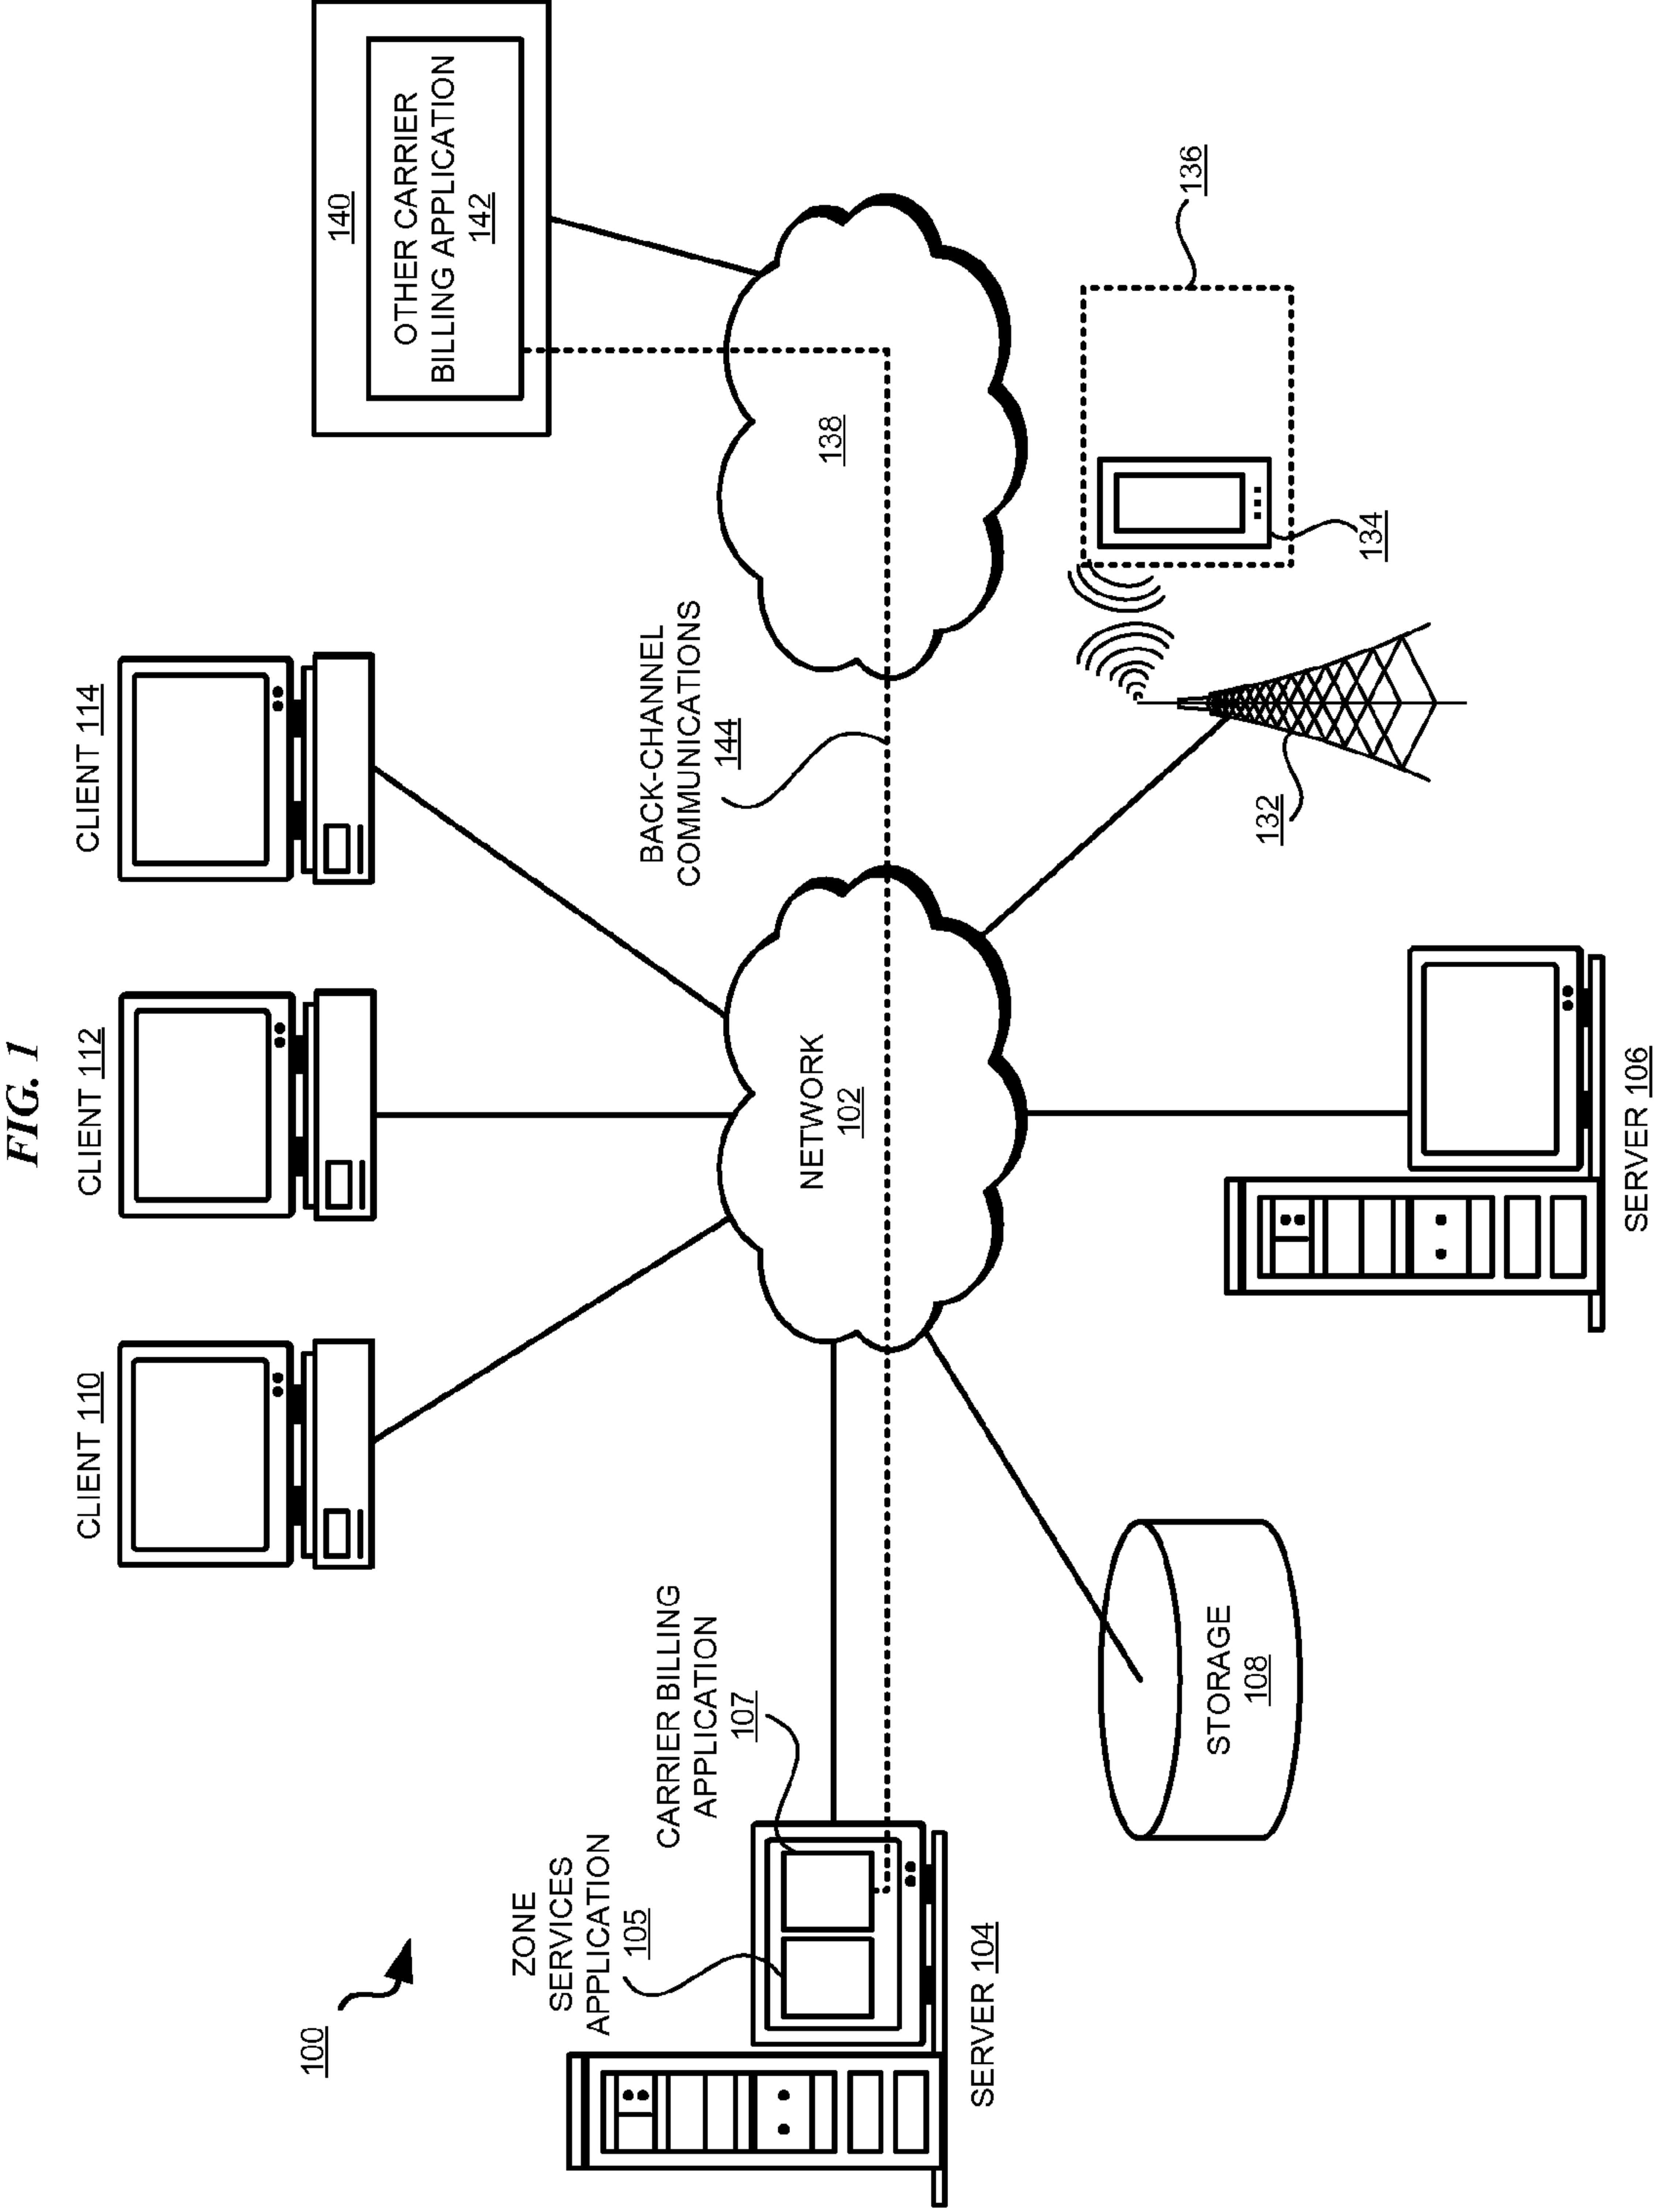 FIG. 1
100
CLIENT 110
CLIENT 112
CLIENT 114
140
OTHER CARRIER
BILLING APPLICATION
142
ZONE
SERVICES
APPLICATION
105
CARRIER BILLING
APPLICATION
107
BACK-CHANNEL
COMMUNICATIONS
144
NETWORK
102
138
SERVER 104
STORAGE
108
SERVER 106
132
134
136